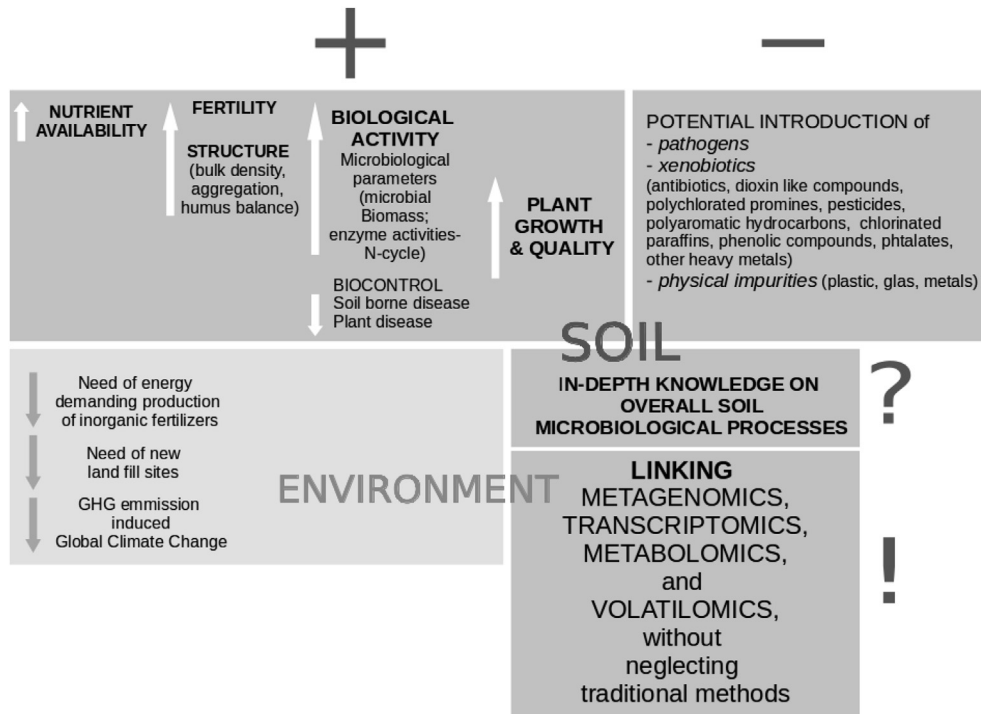 +
−
NUTRIENT
AVAILABILITY
FERTILITY
STRUCTURE
(bulk density,
aggregation,
humus balance)
BIOLOGICAL
ACTIVITY
Microbiological
parameters
(microbial
Biomass;
enzyme activities-
N-cycle)
BIOCONTROL
Soil borne disease
Plant disease
PLANT
GROWTH
& QUALITY
POTENTIAL INTRODUCTION of
- pathogens
- xenobiotics
(antibiotics, dioxin like compounds,
polychlorated promines, pesticides,
polyaromatic hydrocarbons, chlorinated
paraffins, phenolic compounds, phtalates,
other heavy metals)
- physical impurities (plastic, glas, metals)
SOIL
Need of energy
demanding production
of inorganic fertilizers
Need of new
land fill sites
GHG emmission
induced
Global Climate Change
ENVIRONMENT
IN-DEPTH KNOWLEDGE ON
OVERALL SOIL
MICROBIOLOGICAL PROCESSES
?
LINKING
METAGENOMICS,
TRANSCRIPTOMICS,
METABOLOMICS,
and
VOLATILOMICS,
without
neglecting
traditional methods
!